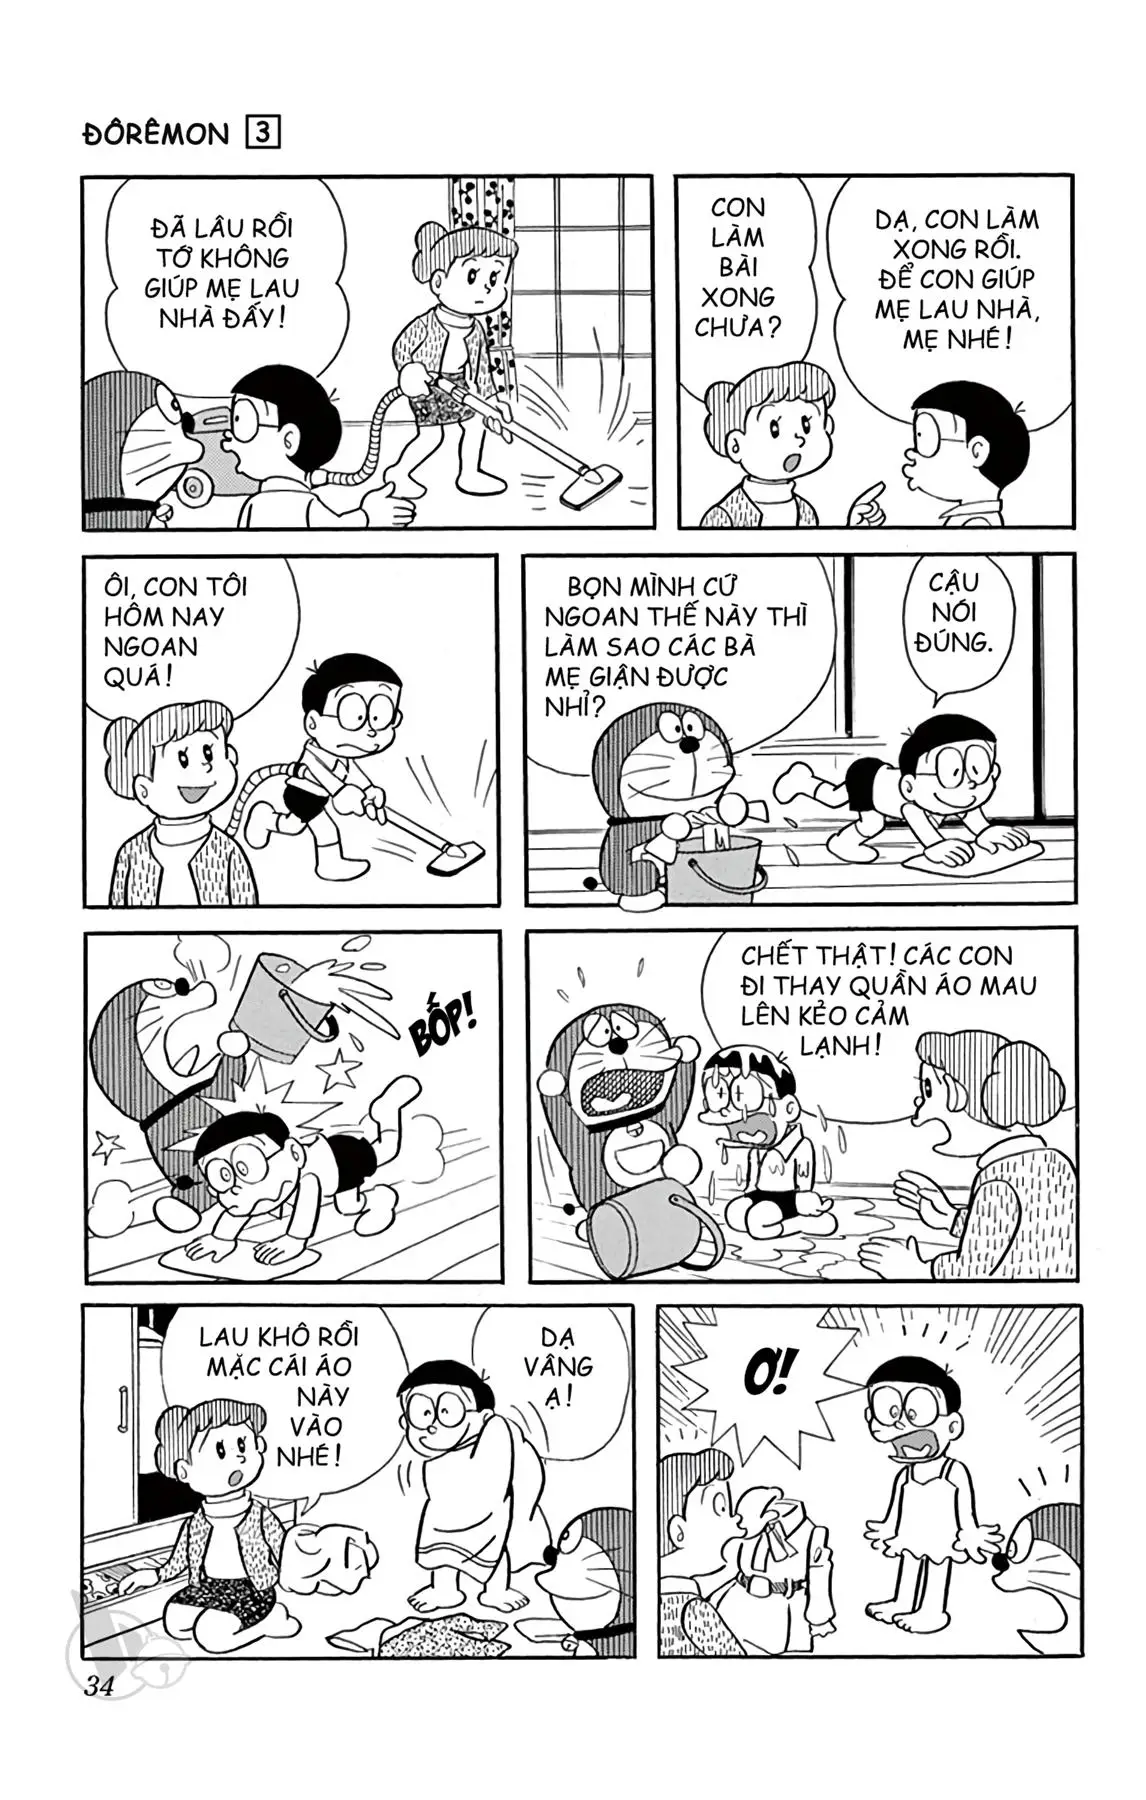 ĐÔRÊMON 3
ĐÃ LÂU RỒI
TỚ KHÔNG
GIÚP MẸ LAU
NHÀ ĐẤY!
CON
LÀM
BÀI
XONG
CHƯA?
DẠ, CON LÀM
XONG RỒI.
ĐỂ CON GIÚP
MẸ LAU NHÀ,
MẸ NHÉ!
ÔI, CON TÔI
HÔM NAY
NGOAN
QUÁ!
BỌN MÌNH CỨ
NGOAN THẾ NÀY THÌ
LÀM SAO CÁC BÀ
MẸ GIẬN ĐƯỢC
NHỈ?
CẬU
NÓI
ĐÚNG.
BỐP!
CHẾT THẬT! CÁC CON
ĐI THAY QUẦN ÁO MAU
LÊN KẺO CẢM
LẠNH!
LAU KHÔ RỒI
MẶC CÁI ÁO
NÀY
VÀO
NHÉ!
DẠ
VÂNG
Ạ!
Ơ!
34